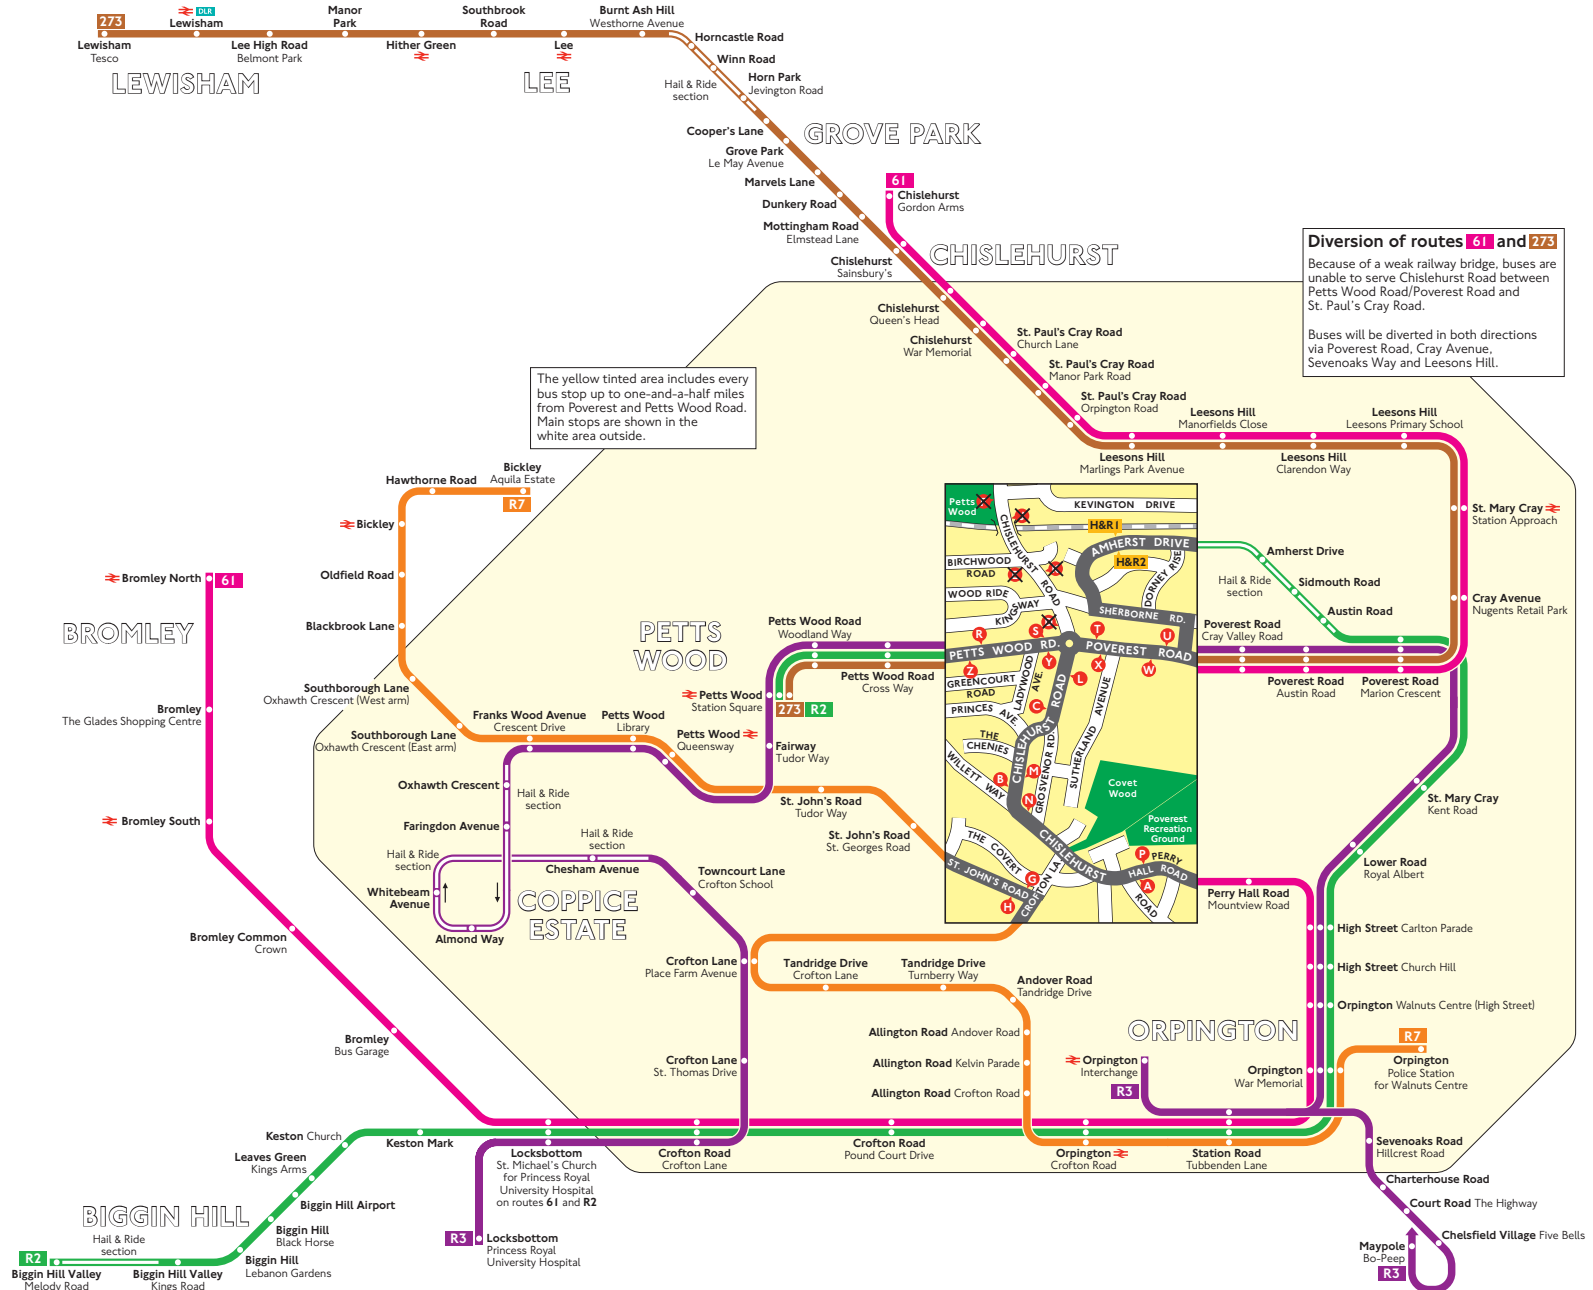 273
Lewisham
Tesco
DLR
Lewisham
Lee High Road
Belmont Park
Manor
Park
Hither Green
Southbrook
Road
Lee
Burnt Ash Hill
Westhorne Avenue
Horncastle Road
Winn Road
Hail & Ride
section
Horn Park
Jevington Road
LEWISHAM
LEE
Cooper's Lane
GROVE PARK
Grove Park
Le May Avenue
Marvels Lane
Dunkery Road
Mottingham Road
Elmstead Lane
61
Chislehurst
Gordon Arms
Chislehurst
Sainsbury's
CHISLEHURST
Chislehurst
Queen's Head
Chislehurst
War Memorial
St. Paul's Cray Road
Church Lane
St. Paul's Cray Road
Manor Park Road
St. Paul's Cray Road
Orpington Road
Diversion of routes 61 and 273
Because of a weak railway bridge, buses are
unable to serve Chislehurst Road between
Petts Wood Road/Poverest Road and
St. Paul's Cray Road.
Buses will be diverted in both directions
via Poverest Road, Cray Avenue,
Sevenoaks Way and Leesons Hill.
The yellow tinted area includes every
bus stop up to one-and-a-half miles
from Poverest and Petts Wood Road.
Main stops are shown in the
white area outside.
Leesons Hill
Manorfields Close
Leesons Hill
Leesons Primary School
Leesons Hill
Marlings Park Avenue
Leesons Hill
Clarendon Way
St. Mary Cray
Station Approach
Cray Avenue
Nugents Retail Park
Amherst Drive
Hail & Ride
section
Sidmouth Road
Austin Road
Poverest Road
Cray Valley Road
Poverest Road
Austin Road
Poverest Road
Marion Crescent
Hawthorne Road
Bickley
Aquila Estate
R7
Bickley
Oldfield Road
Blackbrook Lane
Southborough Lane
Oxhawth Crescent (West arm)
Southborough Lane
Oxhawth Crescent (East arm)
Franks Wood Avenue
Crescent Drive
Petts Wood
Library
Petts Wood
Queensway
PETTS
WOOD
Petts Wood Road
Woodland Way
Petts Wood Road
Cross Way
Petts Wood
Station Square
273 R2
Fairway
Tudor Way
St. John's Road
Tudor Way
St. John's Road
St. Georges Road
Bromley North
61
BROMLEY
Bromley
The Glades Shopping Centre
Bromley South
Bromley Common
Crown
Bromley
Bus Garage
Oxhawth Crescent
Hail & Ride
section
Faringdon Avenue
Hail & Ride
section
Hail & Ride
section
Chesham Avenue
Whitebeam
Avenue
Almond Way
COPPICE
ESTATE
Towncourt Lane
Crofton School
Crofton Lane
Place Farm Avenue
Crofton Lane
St. Thomas Drive
Petts
Wood
KEVINGTON DRIVE
CHISLEHURST ROAD
H&R1
AMHERST DRIVE
H&R2
BIRCHWOOD
ROAD
WOOD RIDE
KINGSWAY
DORNEY RISE
SHERBORNE RD.
R
S
T
U
PETTS WOOD RD.
POVEREST ROAD
Z
Y
X
W
L
GREENCOURT
ROAD
LADYWOOD
AVE.
PRINCES AVE.
C
CHISLEHURST ROAD
SUTHERLAND AVENUE
THE
CHENIES
WILLETT WAY
GROSVENOR RD.
B
M
N
Covet
Wood
Poverest
Recreation
Ground
THE COVERT
CHISLEHURST
ST. JOHN'S ROAD
CROFTON LA.
G
H
P
PERRY
HALL ROAD
A
ROAD
Perry Hall Road
Mountview Road
St. Mary Cray
Kent Road
Lower Road
Royal Albert
High Street Carlton Parade
High Street Church Hill
Orpington Walnuts Centre (High Street)
Tandridge Drive
Crofton Lane
Tandridge Drive
Turnberry Way
Andover Road
Tandridge Drive
Allington Road Andover Road
Allington Road Kelvin Parade
Allington Road Crofton Road
ORPINGTON
Orpington
Interchange
R3
Orpington
War Memorial
R7
Orpington
Police Station
for Walnuts Centre
Keston Church
Keston Mark
Leaves Green
Kings Arms
Biggin Hill Airport
Biggin Hill
Black Horse
Biggin Hill
Lebanon Gardens
BIGGIN HILL
Hail & Ride
section
R2
Biggin Hill Valley
Melody Road
Biggin Hill Valley
Kings Road
Locksbottom
St. Michael's Church
for Princess Royal
University Hospital
on routes 61 and R2
R3
Locksbottom
Princess Royal
University Hospital
Crofton Road
Crofton Lane
Crofton Road
Pound Court Drive
Orpington
Crofton Road
Station Road
Tubbenden Lane
Sevenoaks Road
Hillcrest Road
Charterhouse Road
Court Road The Highway
Chelsfield Village Five Bells
Maypole
Bo-Peep
R3